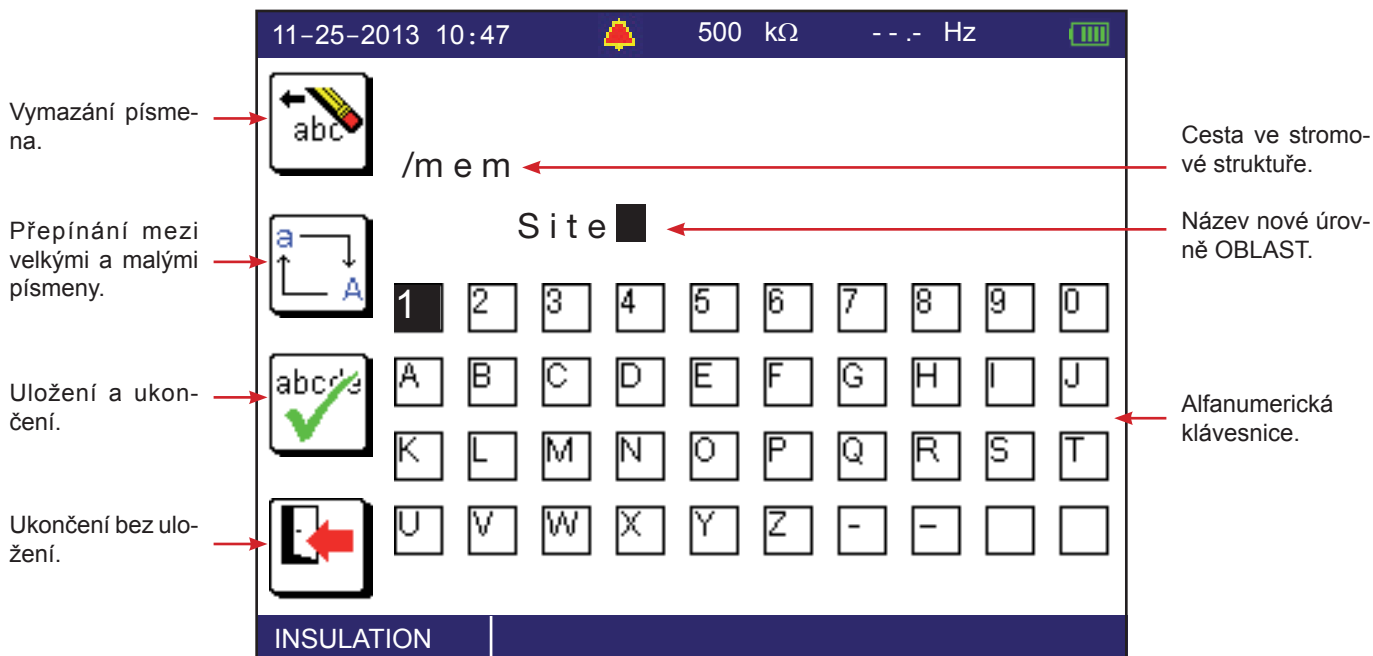 11-25-2013 10:47 500 kΩ - - .- Hz
Vymazání písme-
na.
abc
/mem
Cesta ve stromo-
vé struktuře.
Site
Název nové úrov-
ně OBLAST.
Přepínání mezi
velkými a malými
písmeny.
a
A
1 2 3 4 5 6 7 8 9 0
Uložení a ukon-
čení.
abcde
A B C D E F G H I J
K L M N O P Q R S T
U V W X Y Z - –
Alfanumerická
klávesnice.
Ukončení bez ulo-
žení.
INSULATION